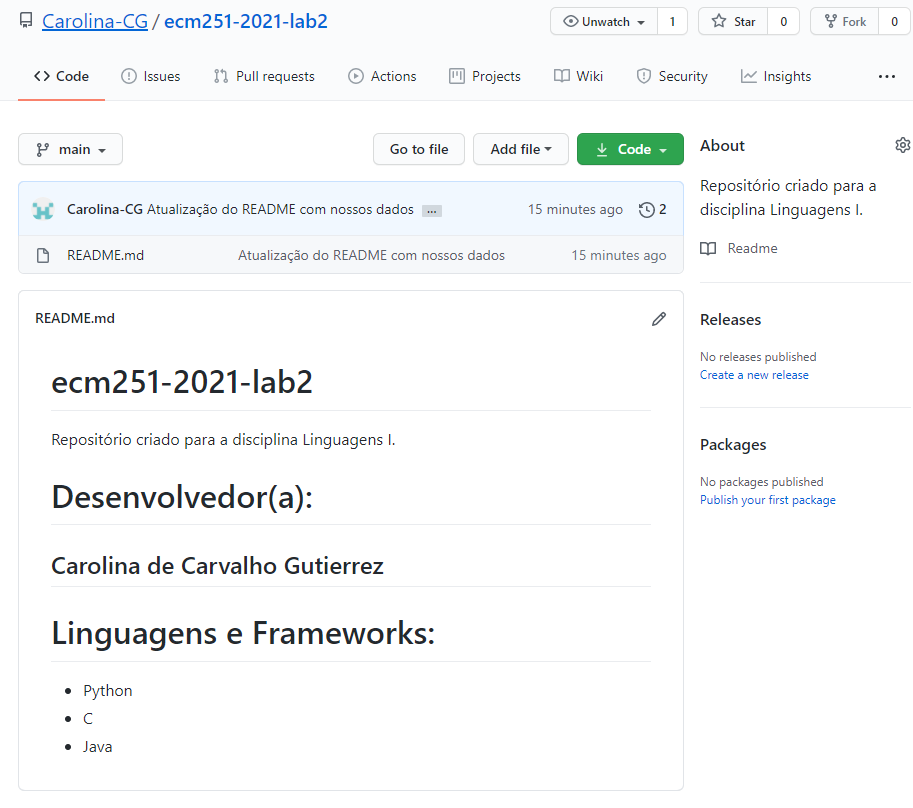 Carolina-CG / ecm251-2021-lab2
Unwatch 1
Star 0
Fork 0
Code
Issues
Pull requests
Actions
Projects
Wiki
Security
Insights
...
main
Go to file
Add file
Code
Carolina-CG Atualização do README com nossos dados ... 15 minutes ago 2
README.md Atualização do README com nossos dados 15 minutes ago
README.md
ecm251-2021-lab2
Repositório criado para a disciplina Linguagens I.
Desenvolvedor(a):
Carolina de Carvalho Gutierrez
Linguagens e Frameworks:
• Python
• C
• Java
About
Repositório criado para a
disciplina Linguagens I.
Readme
Releases
No releases published
Create a new release
Packages
No packages published
Publish your first package